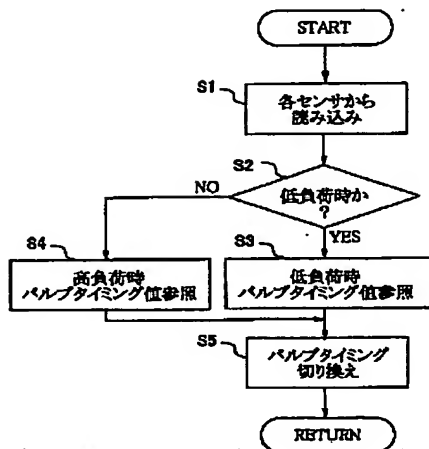 START
S1
各センサから
読み込み
S2
NO
低負荷時か
?
YES
S4
高負荷時
バルブタイミング値参照
S3
低負荷時
バルブタイミング値参照
S5
バルブタイミング
切り換え
RETURN